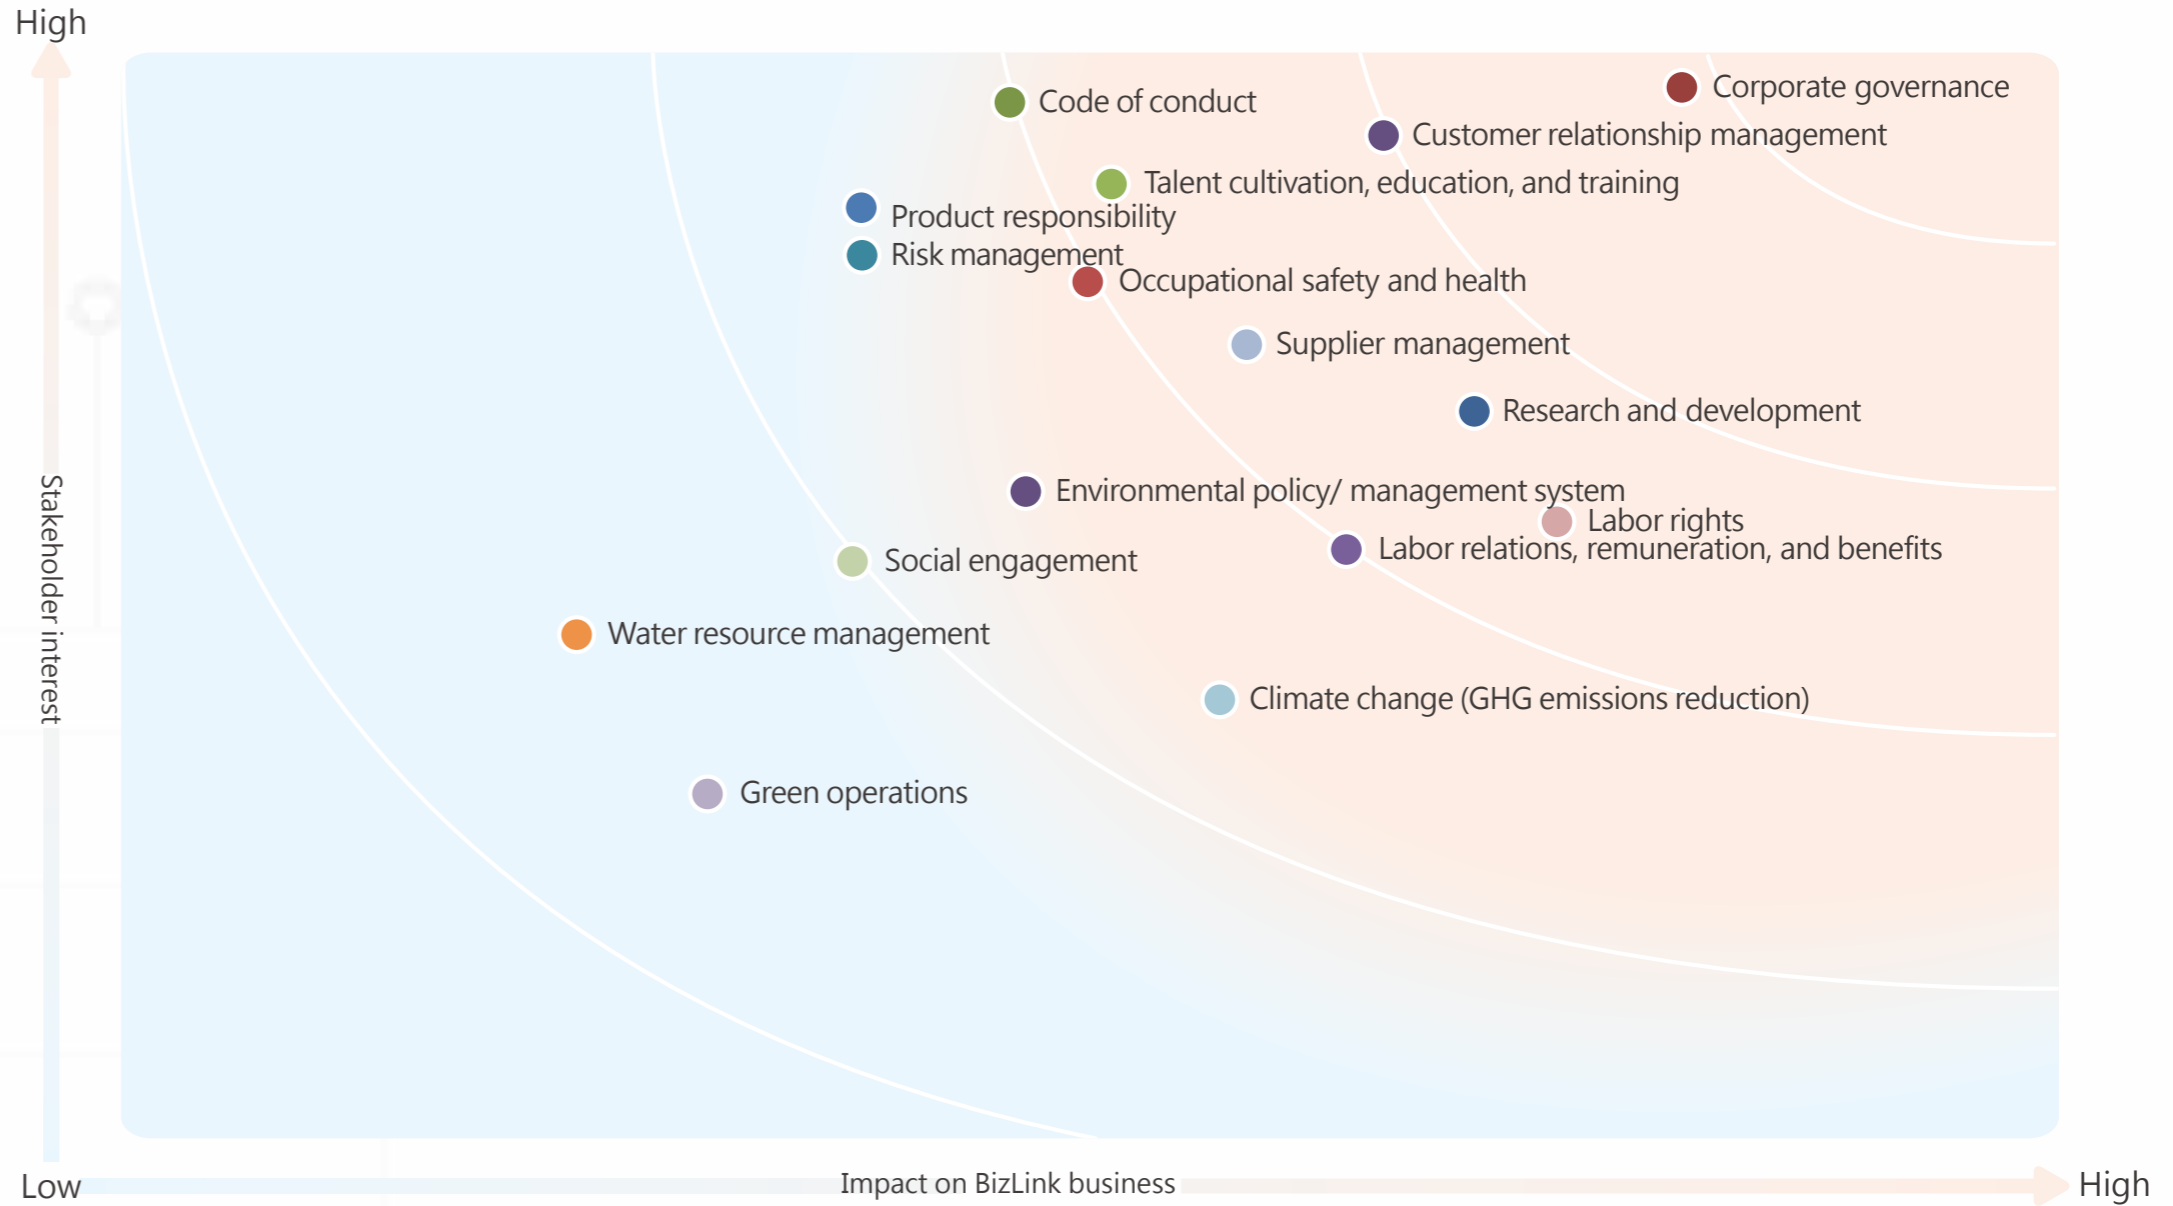 High
Corporate governance
Code of conduct
Customer relationship management
Talent cultivation, education, and training
Product responsibility
Risk management
Occupational safety and health
Supplier management
Research and development
Environmental policy/ management system
Labor rights
Labor relations, remuneration, and benefits
Social engagement
Stakeholder interest
Water resource management
Climate change (GHG emissions reduction)
Green operations
Low
Impact on BizLink business
High